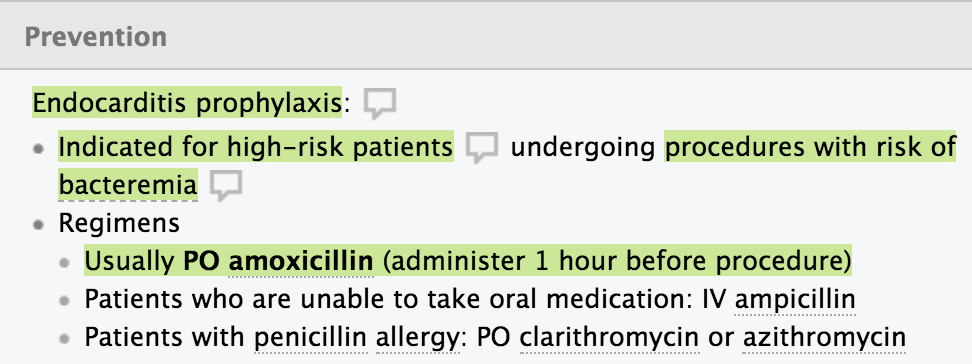 Prevention
Endocarditis prophylaxis:
Indicated for high-risk patients undergoing procedures with risk of
bacteremia
Regimens
Usually PO amoxicillin (administer 1 hour before procedure)
Patients who are unable to take oral medication: IV ampicillin
Patients with penicillin allergy: PO clarithromycin or azithromycin